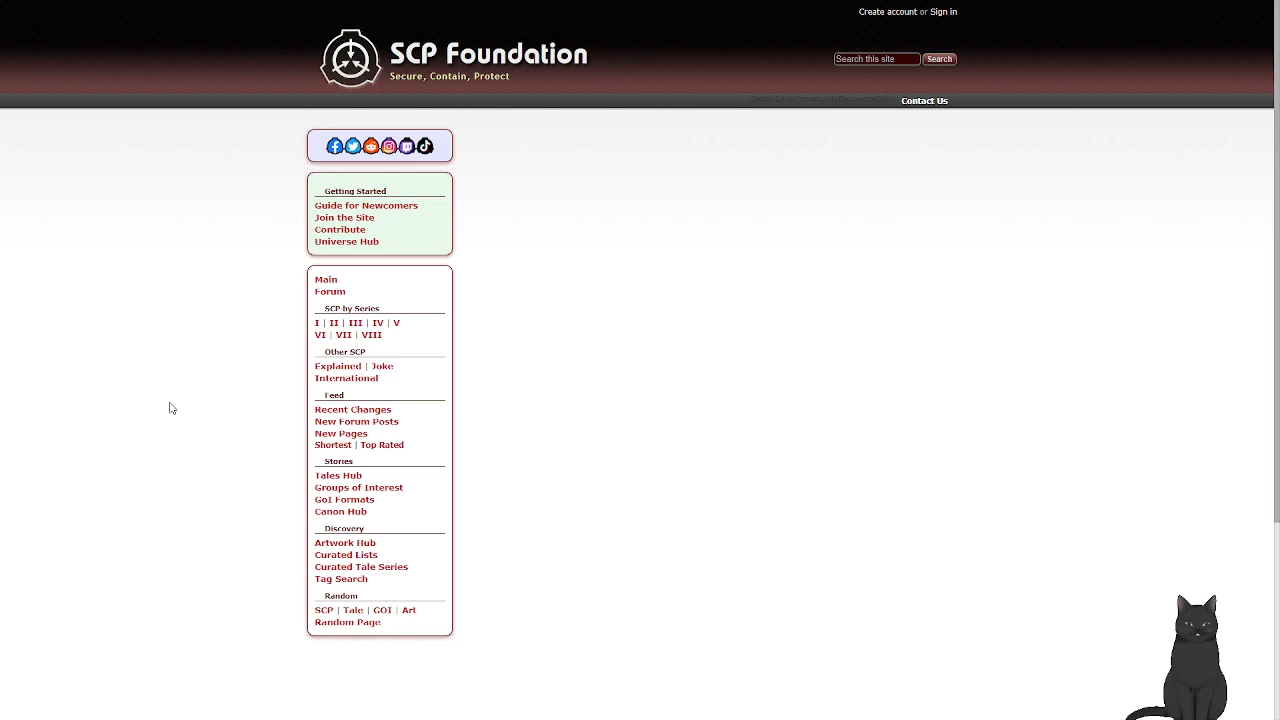 Create account or Sign in
SCP Foundation
Secure, Contain, Protect
Search this site
Search
Contact Us
Getting Started
Guide for Newcomers
Join the Site
Contribute
Universe Hub
Main
Forum
SCP by Series
I | II | III | IV | V
VI | VII | VIII
Other SCP
Explained | Joke
International
Feed
Recent Changes
New Forum Posts
New Pages
Shortest | Top Rated
Stories
Tales Hub
Groups of Interest
GoI Formats
Canon Hub
Discovery
Artwork Hub
Curated Lists
Curated Tale Series
Tag Search
Random
SCP | Tale | GOI | Art
Random Page